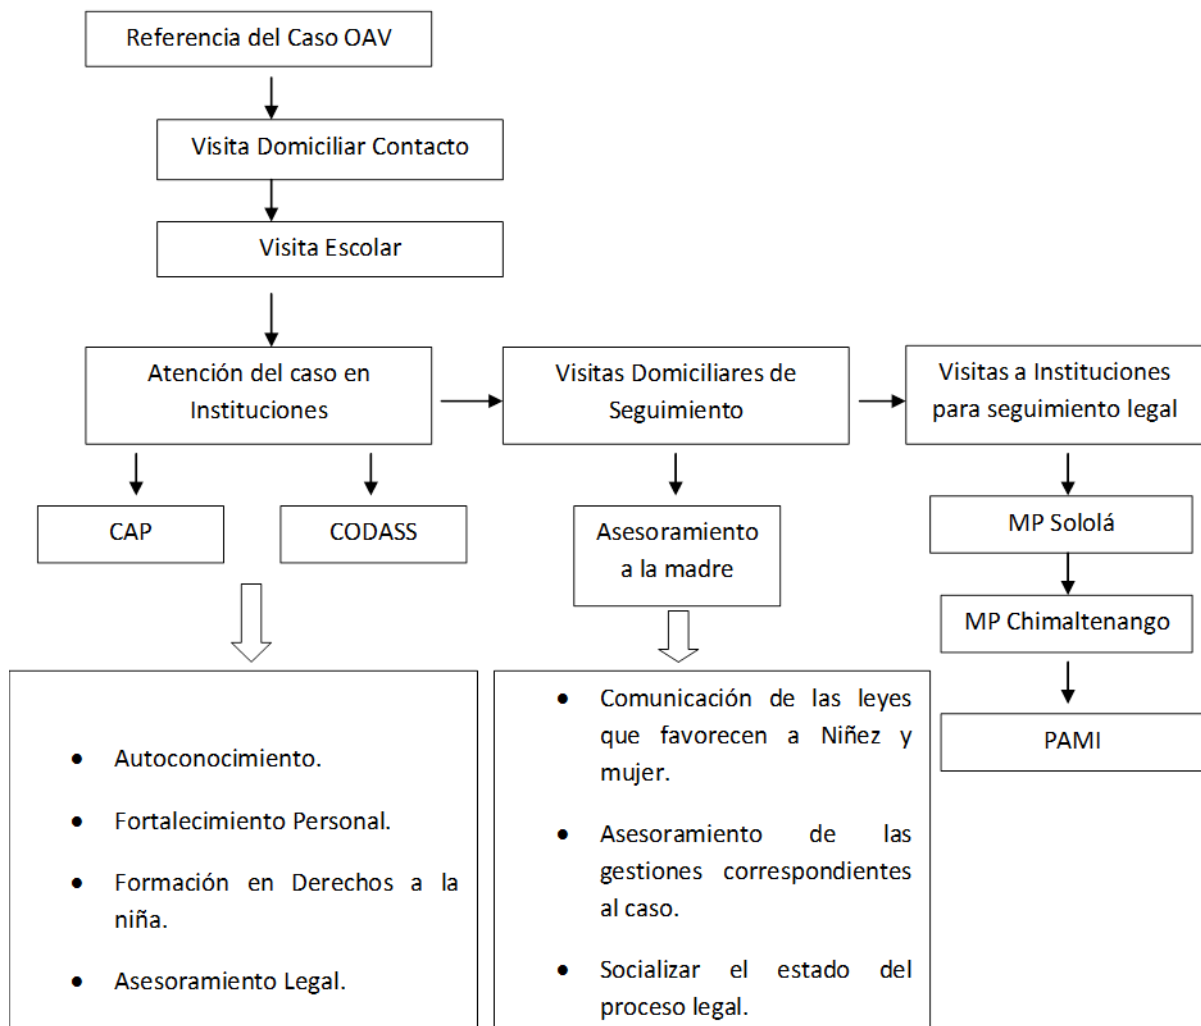 Referencia del Caso OAV
Visita Domiciliar Contacto
Visita Escolar
Atención del caso en
Instituciones
Visitas Domiciliares de
Seguimiento
Visitas a Instituciones
para seguimiento legal
CAP
CODASS
Asesoramiento
a la madre
MP Sololá
MP Chimaltenango
PAMI
• Autoconocimiento.
• Fortalecimiento Personal.
• Formación en Derechos a la
niña.
• Asesoramiento Legal.
• Comunicación de las leyes
que favorecen a Niñez y
mujer.
• Asesoramiento de las
gestiones correspondientes
al caso.
• Socializar el estado del
proceso legal.